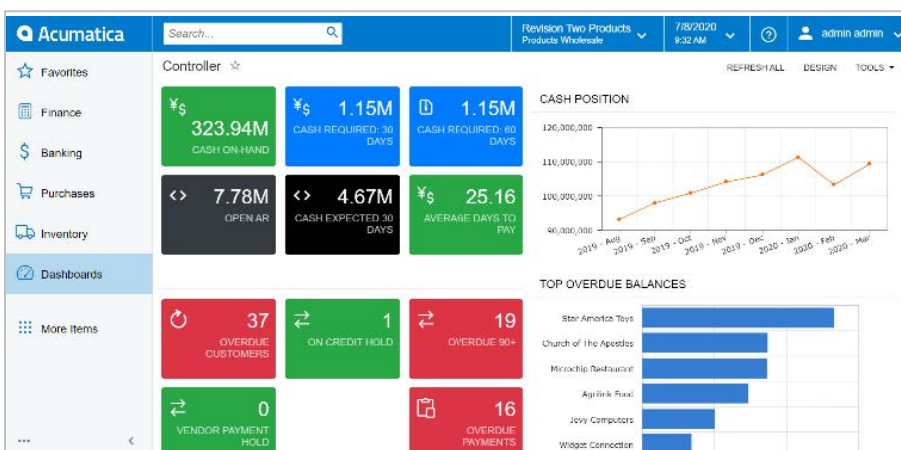 Acumatica
Search...
Revision Two Products
Products Wholesale
7/8/2020
9:32 AM
admin admin
Favorites
Finance
Banking
Purchases
Inventory
Dashboards
More Items
Controller
REFRESH ALL DESIGN TOOLS
¥$
323.94M
CASH ON-HAND
¥$ 1.15M
CASH REQUIRED: 30
DAYS
1.15M
CASH REQUIRED: 60
DAYS
7.78M
OPEN AR
4.67M
CASH EXPECTED 30
DAYS
¥$ 25.16
AVERAGE DAYS TO
PAY
37
OVERDUE
CUSTOMERS
1
ON CREDIT HOLD
19
OVERDUE 90+
0
VENDOR PAYMENT
HOLD
16
OVERDUE
PAYMENTS
CASH POSITION
120,000,000
110,000,000
100,000,000
90,000,000
2019 - Aug
2019 - Sep
2019 - Oct
2019 - Nov
2019 - Dec
2020 - Jan
2020 - Feb
2020 - Mar
TOP OVERDUE BALANCES
Star America Toys
Church of The Apostles
Microchip Restaurant
Agrilink Food
Jevy Computers
Widget Connection